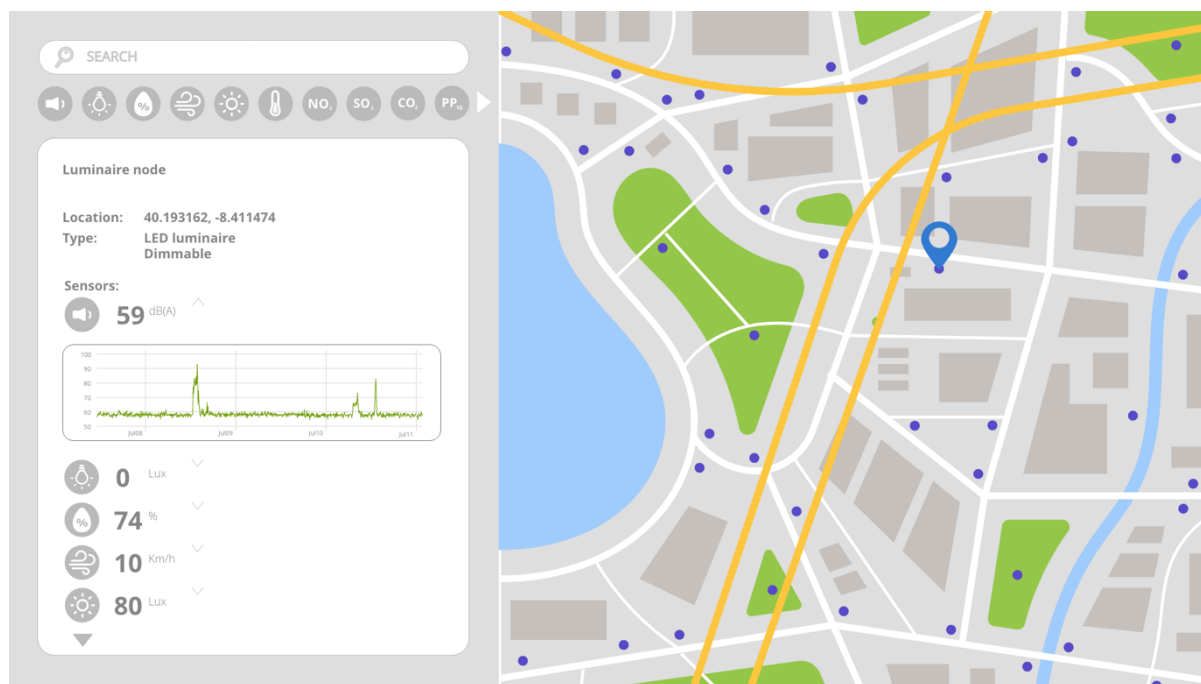 SEARCH
% NO₂ SO₂ CO₂ PP₁₀
Luminaire node
Location: 40.193162, -8.411474
Type: LED luminaire
Dimmable
Sensors:
59 dB(A)
100
90
80
70
60
50
Jul08 Jul09 Jul10 Jul11
0 Lux
% 74 %
10 Km/h
80 Lux